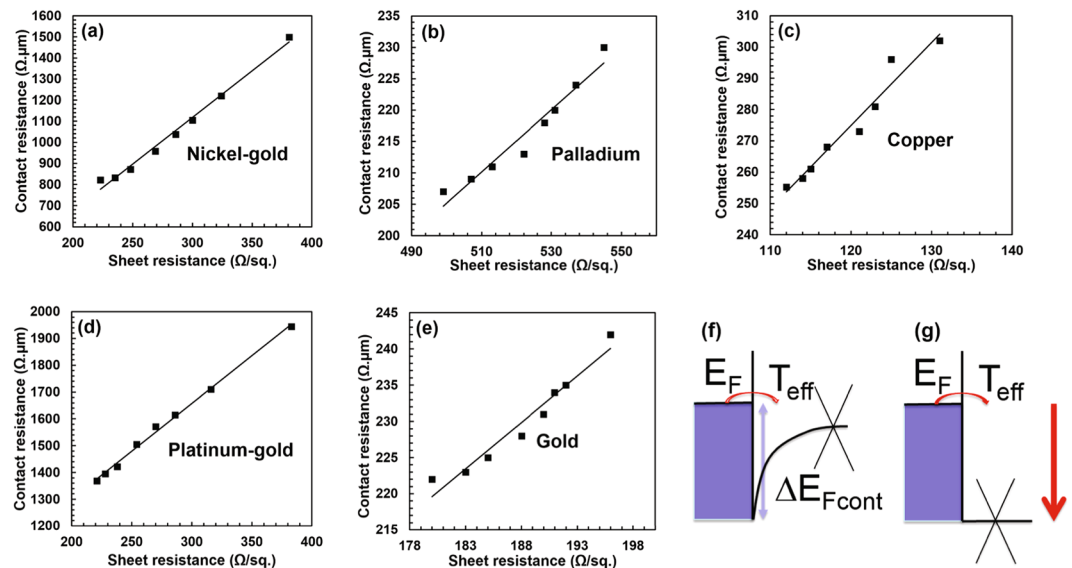 (a)
Contact resistance (Ω.µm)
1600
1500
1400
1300
1200
1100
1000
900
800
700
600
200 250 300 350 400
Sheet resistance (Ω/sq.)
Nickel-gold
(b)
Contact resistance (Ω.µm)
235
230
225
220
215
210
205
200
490 510 530 550
Sheet resistance (Ω/sq.)
Palladium
(c)
Contact resistance (Ω.µm)
310
300
290
280
270
260
250
240
110 120 130 140
Sheet resistance (Ω/sq.)
Copper
(d)
Contact resistance (Ω.µm)
2000
1900
1800
1700
1600
1500
1400
1300
1200
200 250 300 350 400
Sheet resistance (Ω/sq.)
Platinum-gold
(e)
Contact resistance (Ω.µm)
245
240
235
230
225
220
215
178 183 188 193 198
Sheet resistance (Ω/sq.)
Gold
(f)
EF Teff
ΔEFcont
(g)
EF Teff